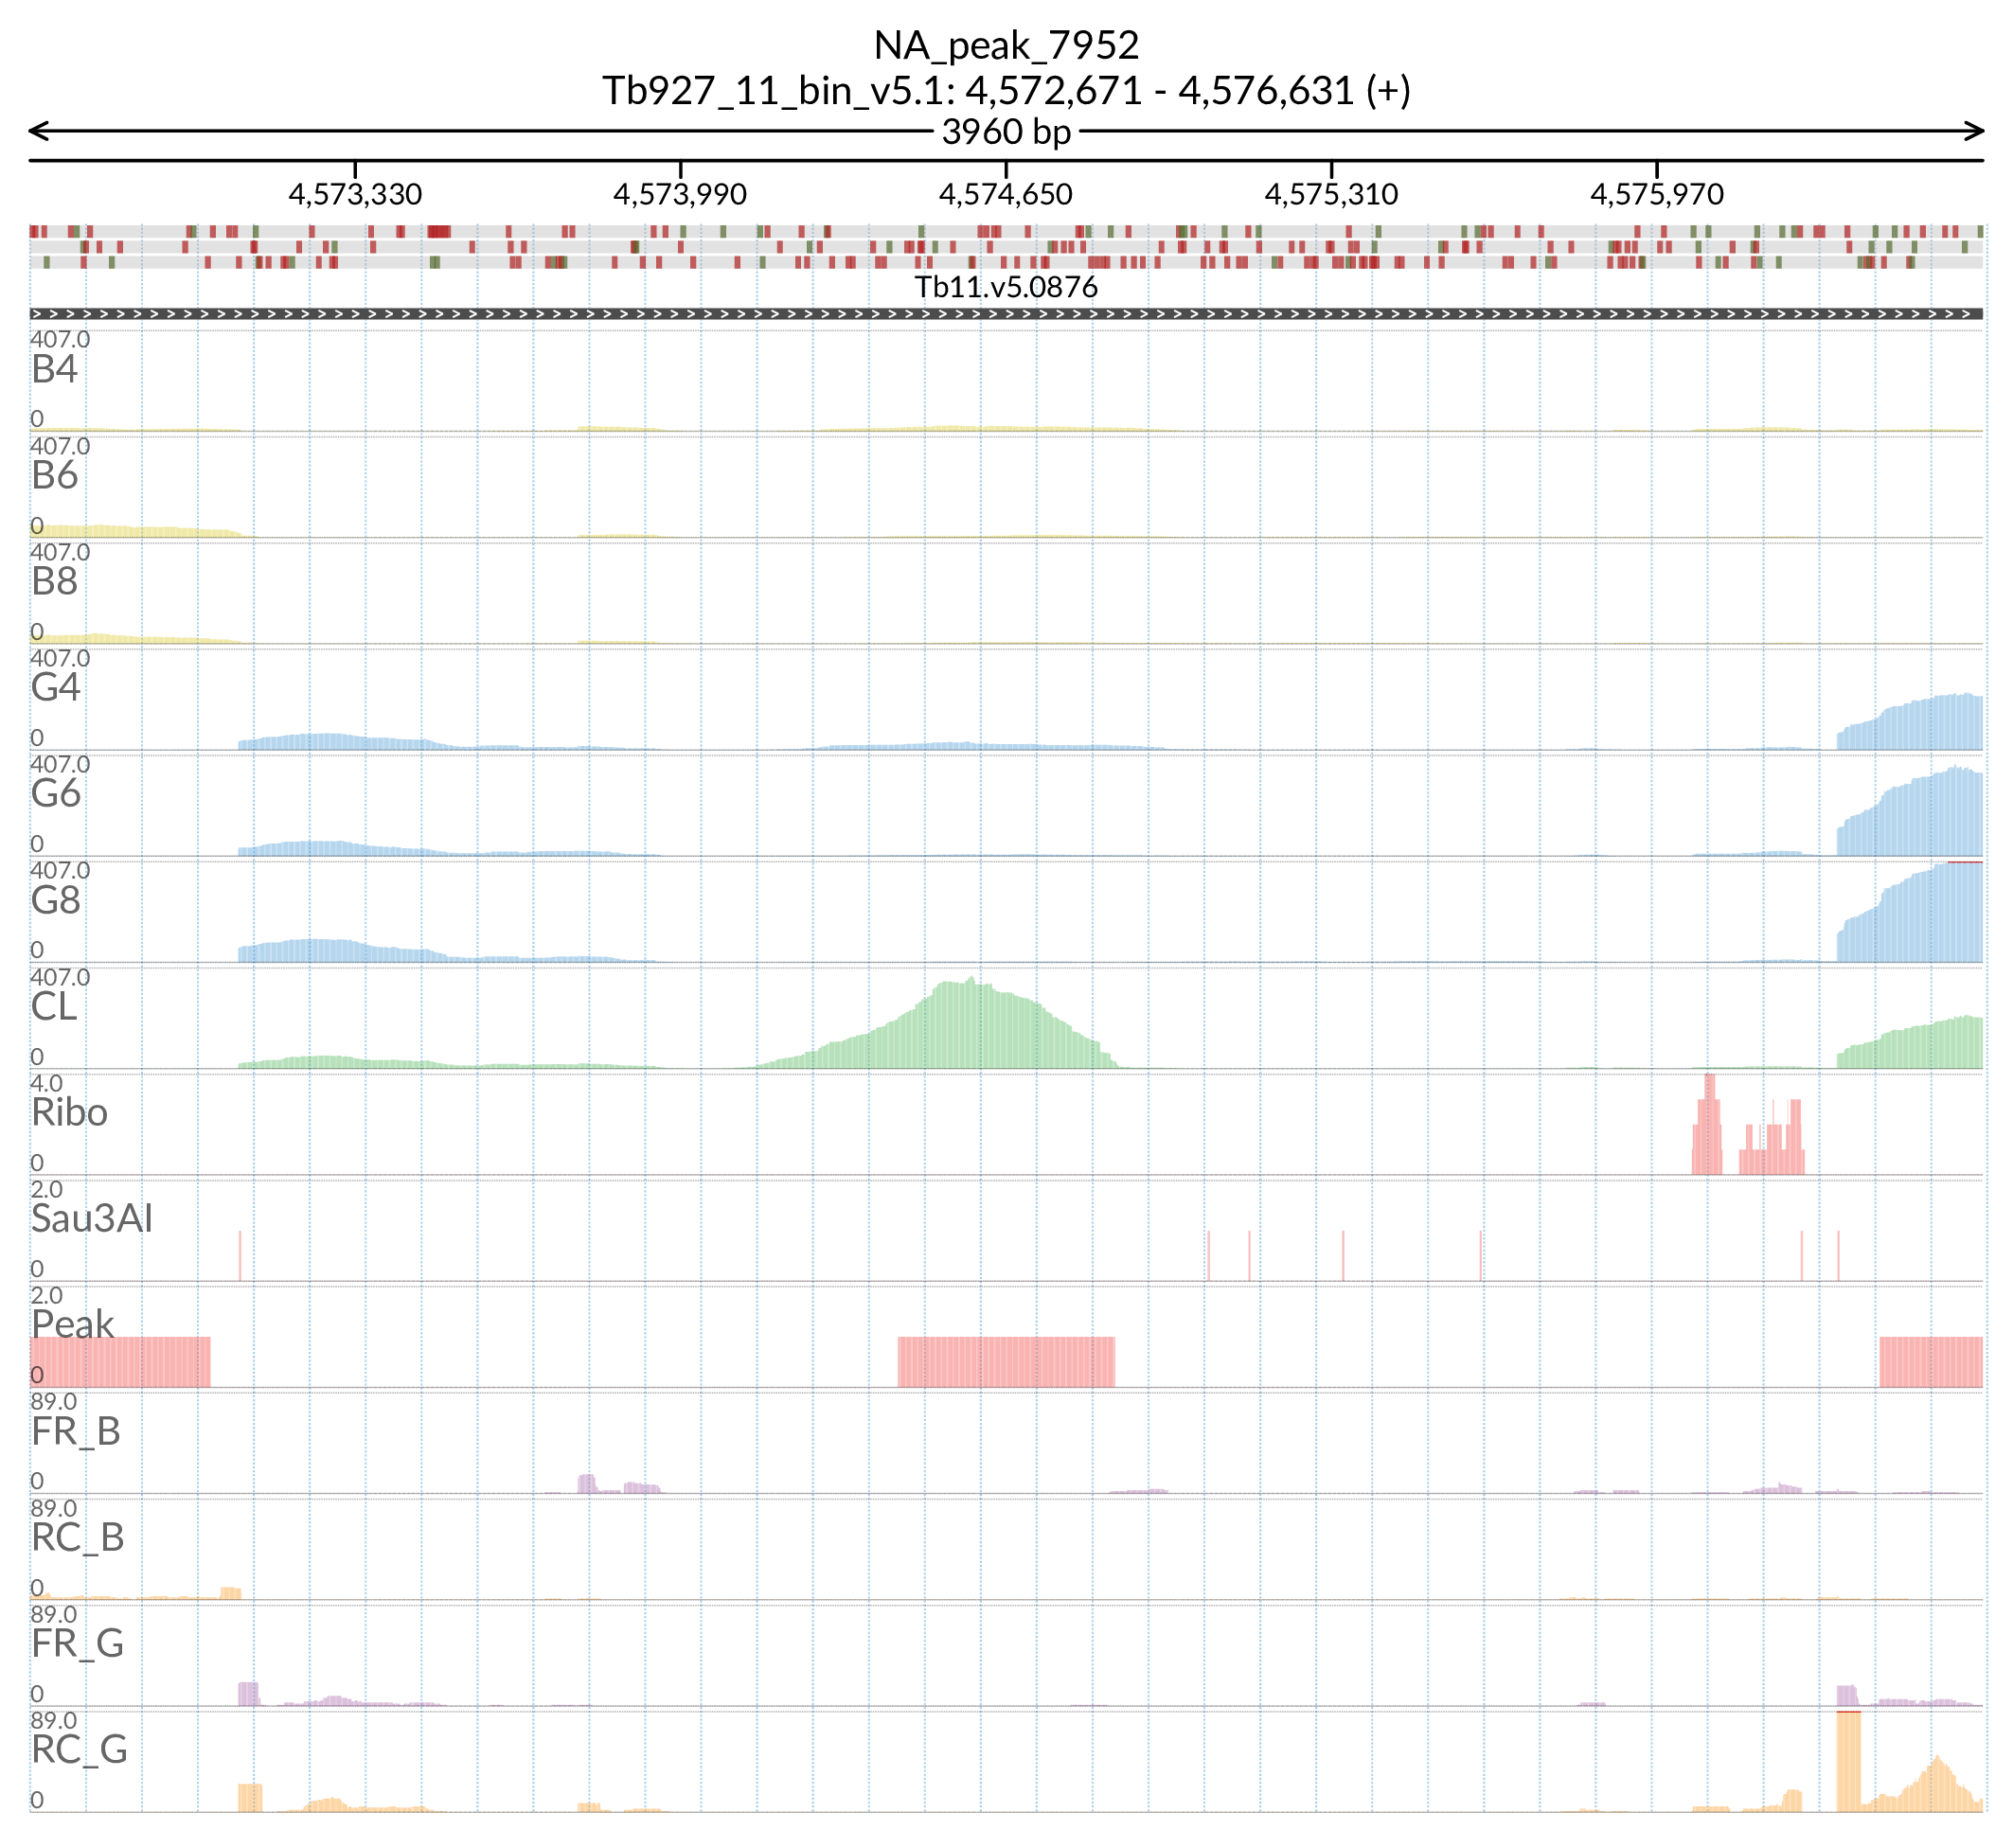 NA_peak_7952
Tb927_11_bin_v5.1: 4,572,671 - 4,576,631 (+)
3960 bp
4,573,330 4,573,990 4,574,650 4,575,310 4,575,970
Tb11.v5.0876
407.0
B4
0
407.0
B6
0
407.0
B8
0
407.0
G4
0
407.0
G6
0
407.0
G8
0
407.0
CL
0
4.0
Ribo
0
2.0
Sau3AI
0
2.0
Peak
0
89.0
FR_B
0
89.0
RC_B
0
89.0
FR_G
0
89.0
RC_G
0